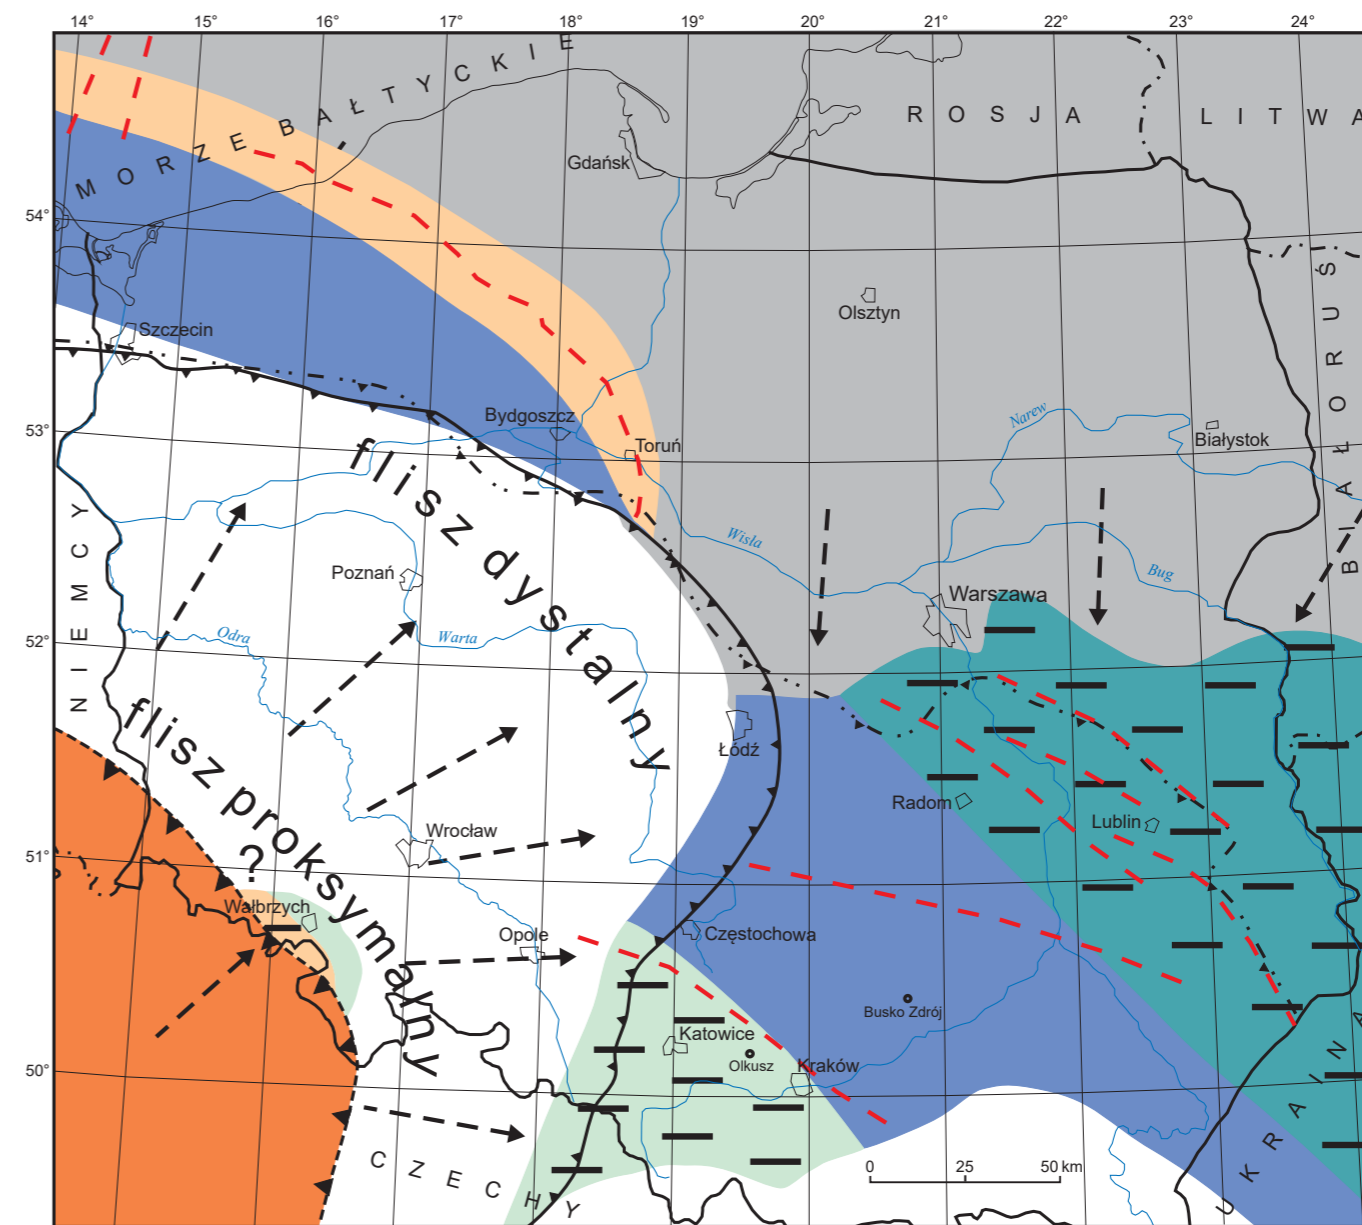 14° 15° 16° 17° 18° 19° 20° 21° 22° 23° 24°
MORZE BAŁTYCKIE
ROSJA
LITWA
Gdańsk
54°
Olsztyn
BIAŁORUŚ
Szczecin
53°
Bydgoszcz
Toruń
Narew
Białystok
flisz dystalny
NIEMCY
Wisła
Poznań
Bug
Warszawa
52°
Odra
Warta
flisz proksymalny
?
Łódź
Radom
Lublin
Wrocław
51°
Wałbrzych
Opole
Częstochowa
Busko Zdrój
Katowice
Olkusz
Kraków
50°
CZECHY
UKRAINA
0 25 50 km